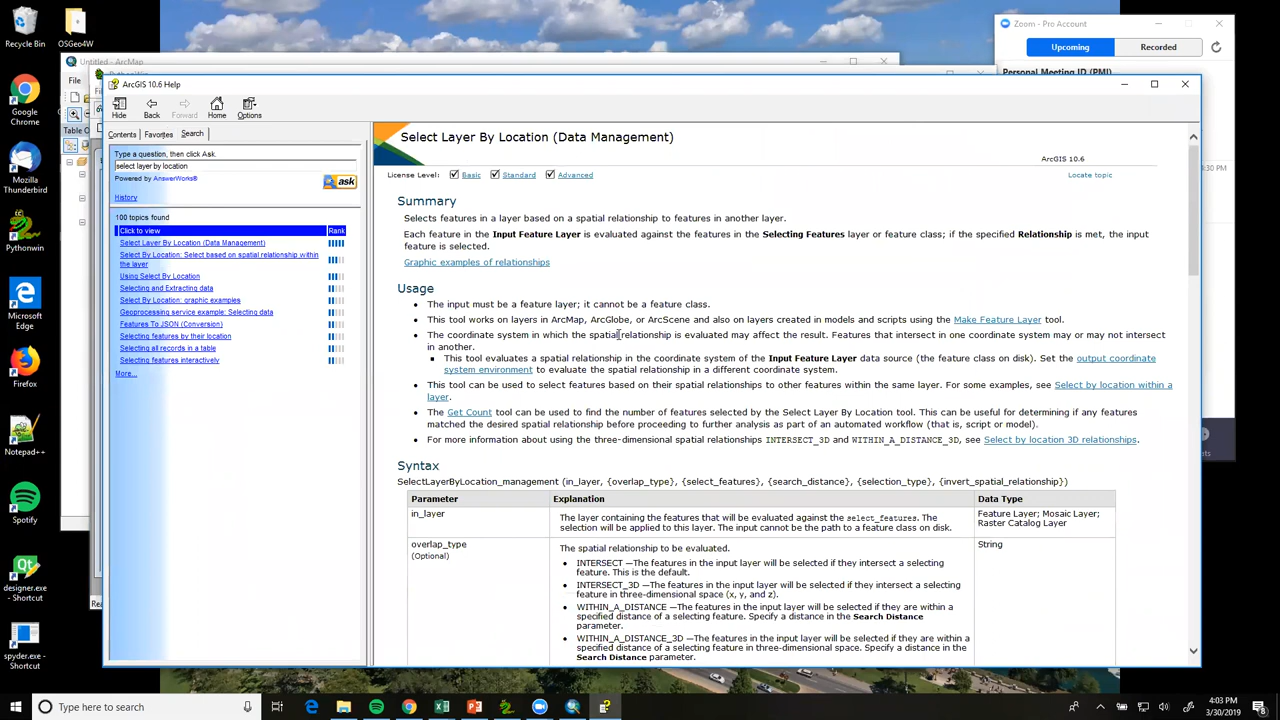 Recycle Bin
OSGeo4W
Google
Chrome
Mozilla
Thunderbird
Pythonwin
Internet
Explorer
Firefox
Notepad++
Spotify
designer.exe
- Shortcut
spyder.exe -
Shortcut
Untitled - ArcMap
File
Table O
Zoom - Pro Account
Upcoming
Recorded
Personal Meeting ID (PMI)
ArcGIS 10.6 Help
Hide
Back
Forward
Home
Options
Contents
Favorites
Search
Type a question, then click Ask.
select layer by location
Powered by AnswerWorks®
ask
History
100 topics found
Click to view
Rank
Select Layer By Location (Data Management)
Select By Location: Select based on spatial relationship within
the layer
Using Select By Location
Selecting and Extracting data
Select By Location: graphic examples
Geoprocessing service example: Selecting data
Features To JSON (Conversion)
Selecting features by their location
Selecting all records in a table
Selecting features interactively
More...
Select Layer By Location (Data Management)
ArcGIS 10.6
License Level: Basic Standard Advanced
Locate topic
Summary
Selects features in a layer based on a spatial relationship to features in another layer.
Each feature in the Input Feature Layer is evaluated against the features in the Selecting Features layer or feature class; if the specified Relationship is met, the input
feature is selected.
Graphic examples of relationships
Usage
The input must be a feature layer; it cannot be a feature class.
This tool works on layers in ArcMap, ArcGlobe, or ArcScene and also on layers created in models and scripts using the Make Feature Layer tool.
The coordinate system in which the spatial relationship is evaluated may affect the result. Features that intersect in one coordinate system may or may not intersect
in another.
This tool evaluates a spatial relationship in the coordinate system of the Input Feature Layer data source (the feature class on disk). Set the output coordinate
system environment to evaluate the spatial relationship in a different coordinate system.
This tool can be used to select features based on their spatial relationships to other features within the same layer. For some examples, see Select by location within a
layer.
The Get Count tool can be used to find the number of features selected by the Select Layer By Location tool. This can be useful for determining if any features
matched the desired spatial relationship before proceeding to further analysis as part of an automated workflow (that is, script or model).
For more information about using the three-dimensional spatial relationships INTERSECT_3D and WITHIN_A_DISTANCE_3D, see Select by location 3D relationships.
Syntax
SelectLayerByLocation_management (in_layer, {overlap_type}, {select_features}, {search_distance}, {selection_type}, {invert_spatial_relationship})
Parameter
Explanation
Data Type
in_layer
The layer containing the features that will be evaluated against the select_features. The
selection will be applied to this layer. The input cannot be the path to a feature class on disk.
Feature Layer; Mosaic Layer;
Raster Catalog Layer
overlap_type
(Optional)
The spatial relationship to be evaluated.
INTERSECT —The features in the input layer will be selected if they intersect a selecting
feature. This is the default.
INTERSECT_3D —The features in the input layer will be selected if they intersect a selecting
feature in three-dimensional space (x, y, and z).
WITHIN_A_DISTANCE —The features in the input layer will be selected if they are within a
specified distance of a selecting feature. Specify a distance in the Search Distance
parameter.
WITHIN_A_DISTANCE_3D —The features in the input layer will be selected if they are within a
specified distance of a selecting feature in three-dimensional space. Specify a distance in the
Search Distance parameter.
String
Type here to search
4:03 PM
3/30/2019